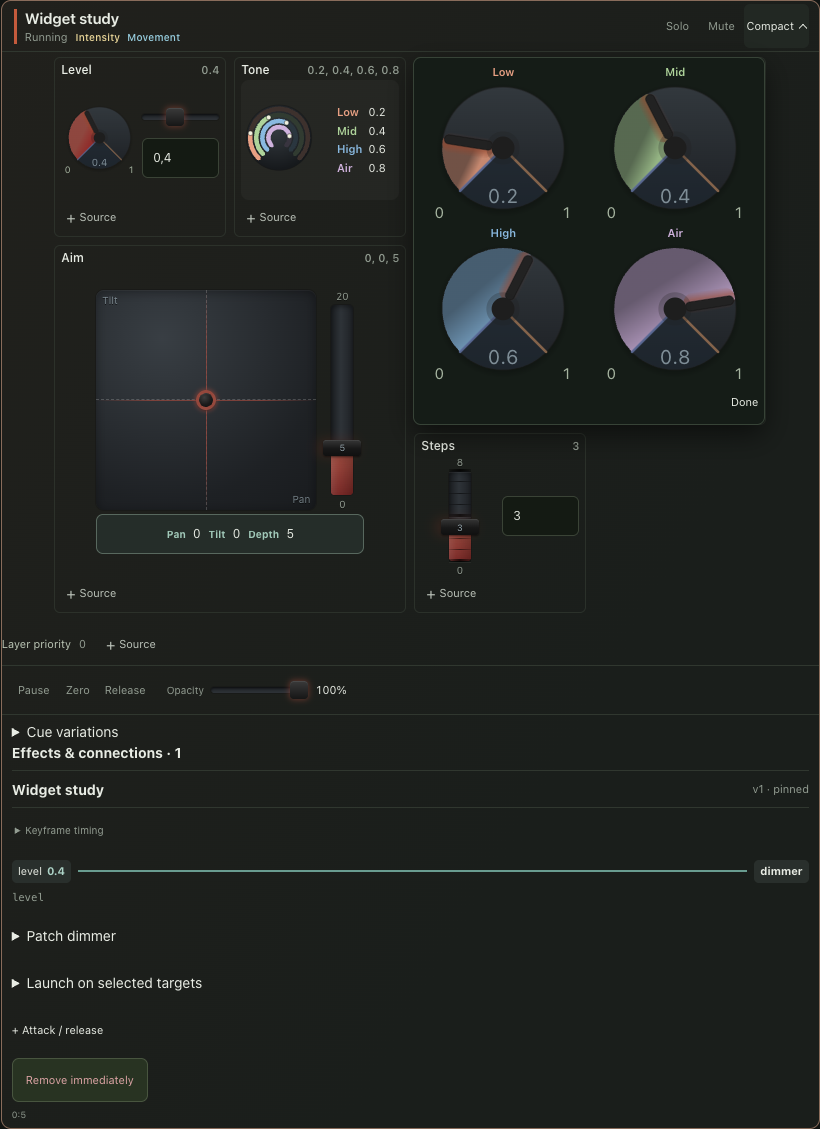 Widget study
Running Intensity Movement
Solo Mute Compact
Level 0.4
0.4
0 1
0,4
+ Source
Tone 0.2, 0.4, 0.6, 0.8
Low 0.2
Mid 0.4
High 0.6
Air 0.8
+ Source
Low
0.2
0 1
Mid
0.4
0 1
High
0.6
0 1
Air
0.8
0 1
Done
Aim 0, 0, 5
Tilt
Pan
20
5
0
Pan 0 Tilt 0 Depth 5
+ Source
Steps 3
8
3
0
3
+ Source
Layer priority 0 + Source
Pause Zero Release Opacity 100%
Cue variations
Effects & connections · 1
Widget study v1 · pinned
Keyframe timing
level 0.4 dimmer
level
Patch dimmer
Launch on selected targets
+ Attack / release
Remove immediately
0:5